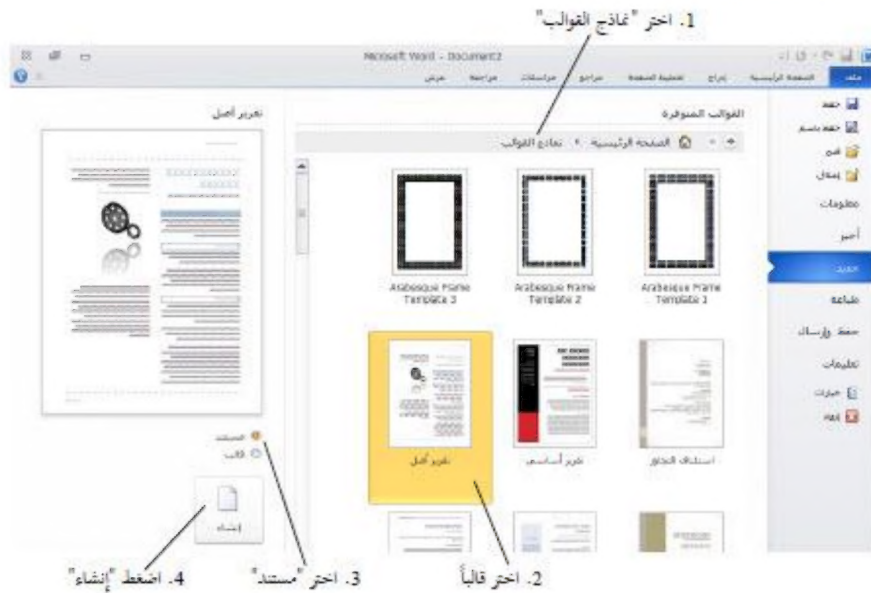 1. اختر "نماذج القوالب"
Microsoft Word - Document2
ملف
الصفحة الرئيسية
إدراج
تخطيط الصفحة
مراجع
مراسلات
مراجعة
عرض
حفظ
حفظ باسم
فتح
إغلاق
معلومات
أخير
جديد
طباعة
حفظ وإرسال
تعليمات
خيارات
إنهاء
القوالب المتوفرة
الصفحة الرئيسية
نماذج القوالب
Arabesque Frame Template 1
Arabesque Frame Template 2
Arabesque Frame Template 3
تقرير أساسي
تقرير أصل
تقرير أصل
المستند
قالب
إنشاء
2. اختر قالباً
3. اختر "مستند"
4. اضغط "إنشاء"